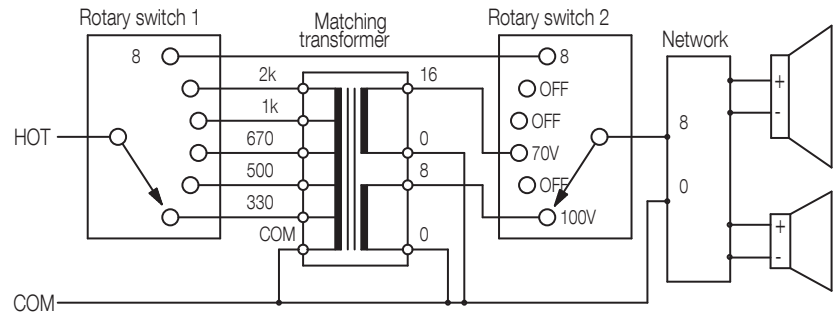 Rotary switch 1
Matching
transformer
Rotary switch 2
Network
8
8
2k
16
OFF
+
1k
OFF
-
HOT
670
0
70V
8
500
8
OFF
0
330
100V
COM
0
+
-
COM